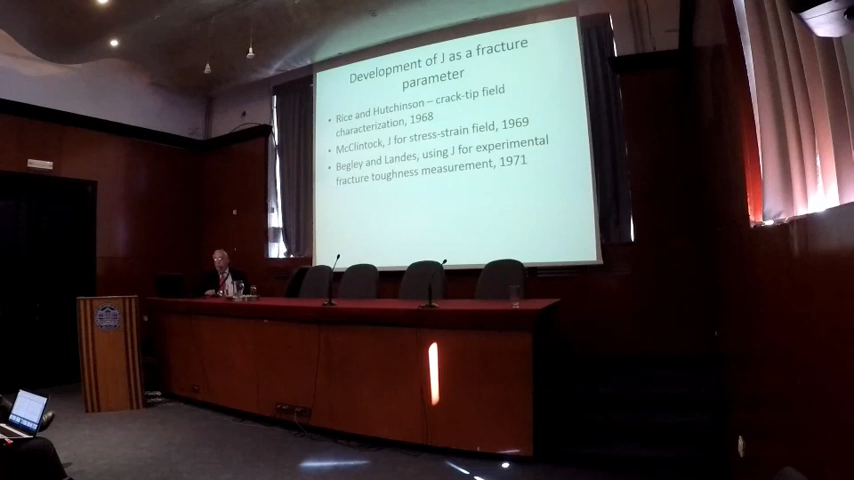 Development of J as a fracture
parameter
• Rice and Hutchinson – crack-tip field
characterization, 1968
• McClintock, J for stress-strain field, 1969
• Begley and Landes, using J for experimental
fracture toughness measurement, 1971